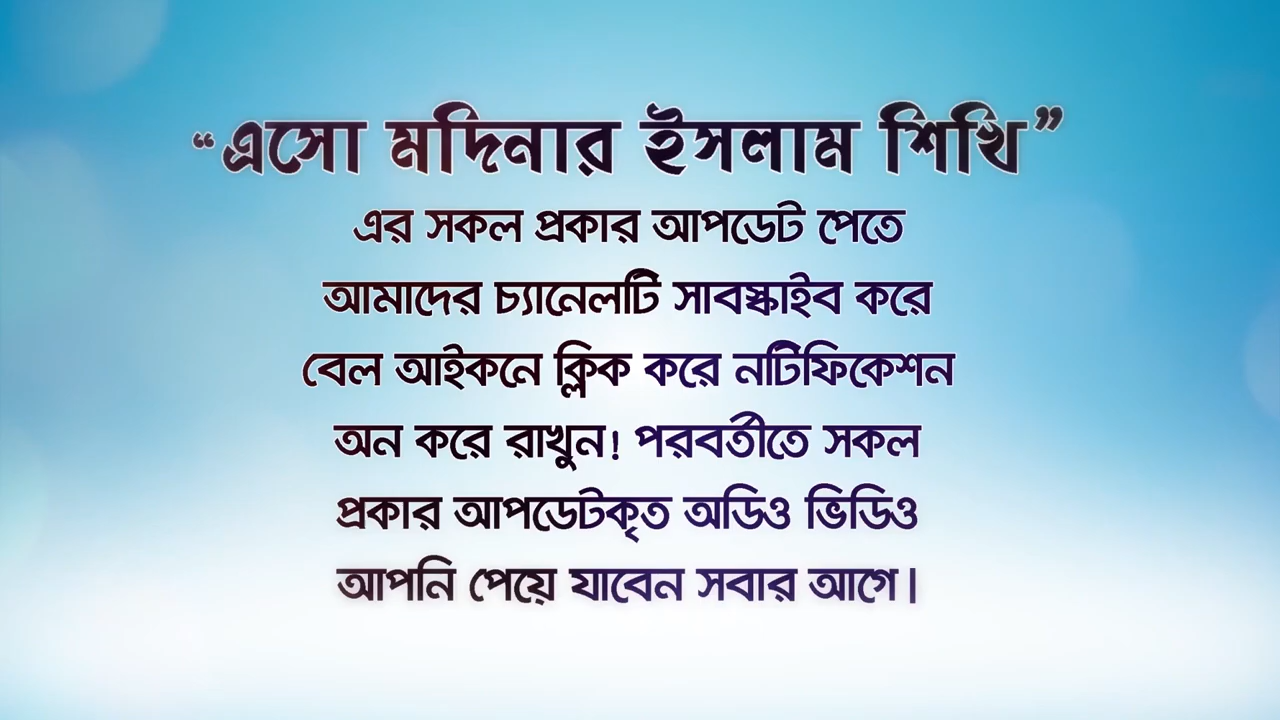 “এসো মদিনার ইসলাম শিখি”
এর সকল প্রকার আপডেট পেতে
আমাদের চ্যানেলটি সাবস্কাইব করে
বেল আইকনে ক্লিক করে নটিফিকেশন
অন করে রাখুন! পরবর্তীতে সকল
প্রকার আপডেটকৃত অডিও ভিডিও
আপনি পেয়ে যাবেন সবার আগে।